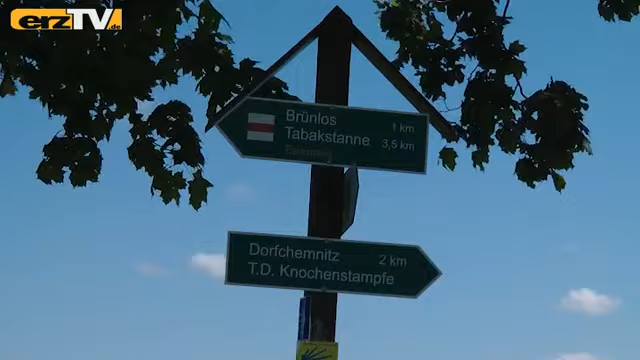 erzTV.de
Brünlos 1 km
Tabakstanne 3,5 km
Dorfchemnitz 2 km
T.D. Knochenstampfe